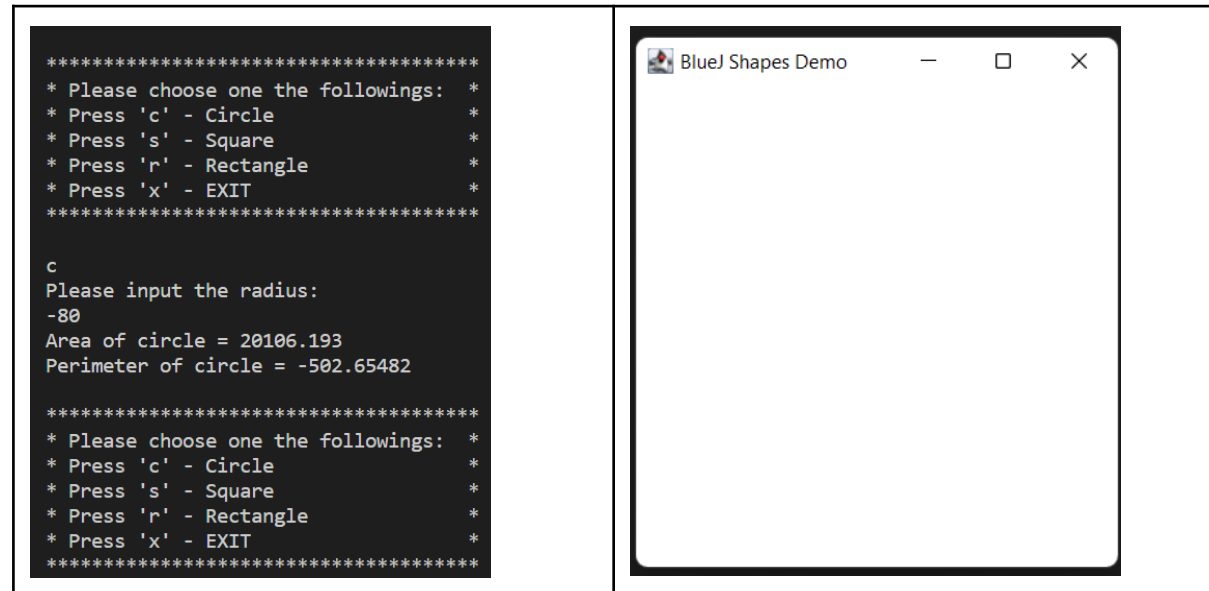 **************************************
* Please choose one the followings:  *
* Press 'c' - Circle                 *
* Press 's' - Square                 *
* Press 'r' - Rectangle              *
* Press 'x' - EXIT                   *
**************************************
c
Please input the radius:
-80
Area of circle = 20106.193
Perimeter of circle = -502.65482
**************************************
* Please choose one the followings:  *
* Press 'c' - Circle                 *
* Press 's' - Square                 *
* Press 'r' - Rectangle              *
* Press 'x' - EXIT                   *
**************************************
BlueJ Shapes Demo